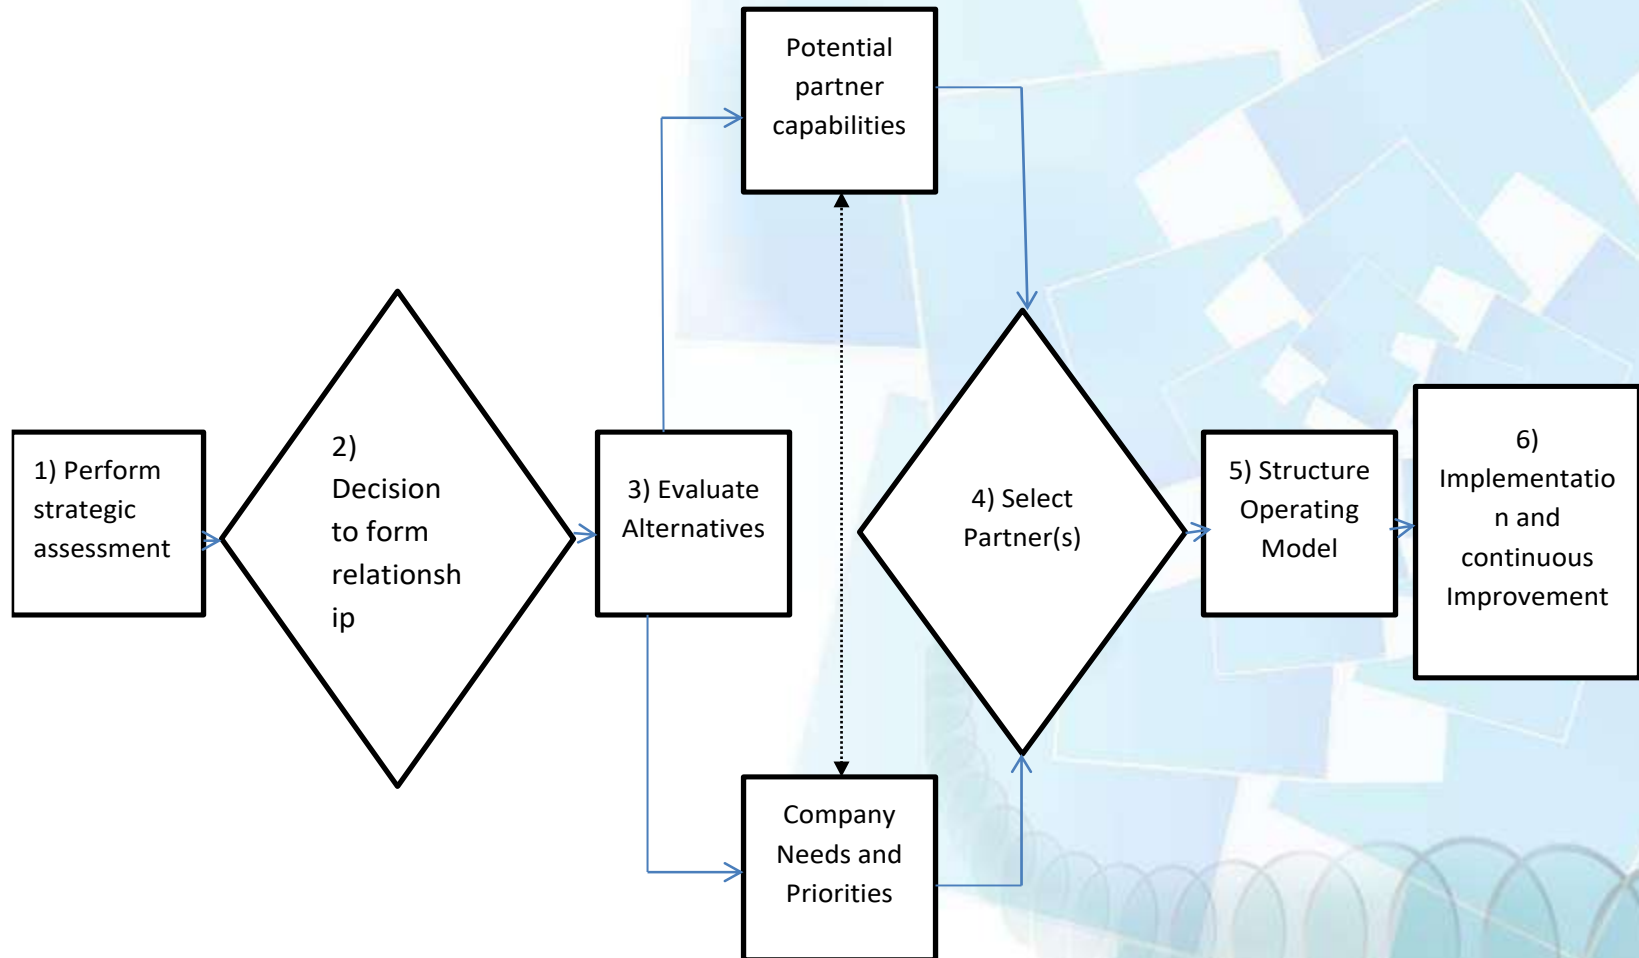 Potential
partner
capabilities
1) Perform
strategic
assessment
2)
Decision
to form
relationsh
ip
3) Evaluate
Alternatives
4) Select
Partner(s)
5) Structure
Operating
Model
6)
Implementatio
n and
continuous
Improvement
Company
Needs and
Priorities